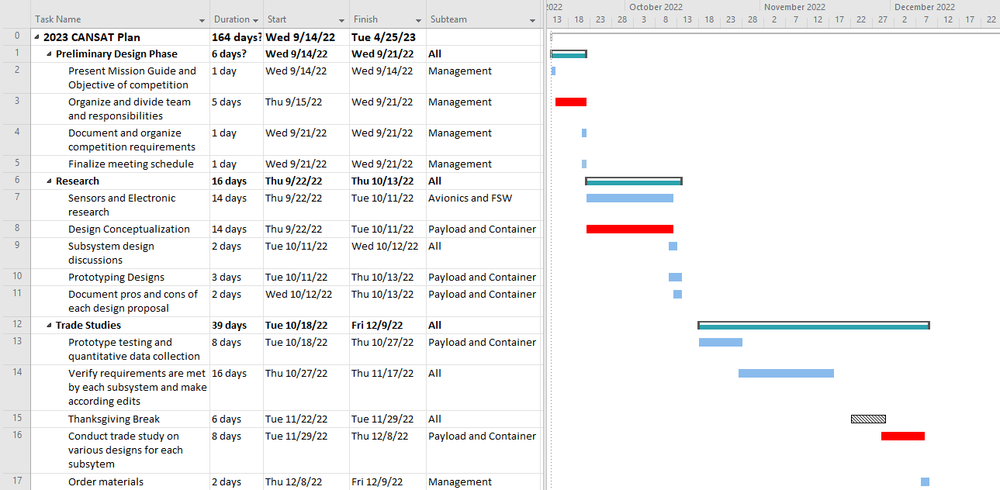 Task Name Duration Start Finish Subteam
2022 October 2022 November 2022 December 2022
13 18 23 28 3 8 13 18 23 28 2 7 12 17 22 27 2 7 12 17 22
0 2023 CANSAT Plan 164 days? Wed 9/14/22 Tue 4/25/23
1 Preliminary Design Phase 6 days? Wed 9/14/22 Wed 9/21/22 All
2 Present Mission Guide and 1 day Wed 9/14/22 Wed 9/14/22 Management
Objective of competition
3 Organize and divide team 5 days Thu 9/15/22 Wed 9/21/22 Management
and responsibilities
4 Document and organize 1 day Wed 9/21/22 Wed 9/21/22 Management
competition requirements
5 Finalize meeting schedule 1 day Wed 9/21/22 Wed 9/21/22 Management
6 Research 16 days Thu 9/22/22 Thu 10/13/22 All
7 Sensors and Electronic 14 days Thu 9/22/22 Tue 10/11/22 Avionics and FSW
research
8 Design Conceptualization 14 days Thu 9/22/22 Tue 10/11/22 Payload and Container
9 Subsystem design 2 days Tue 10/11/22 Wed 10/12/22 All
discussions
10 Prototyping Designs 3 days Tue 10/11/22 Thu 10/13/22 Payload and Container
11 Document pros and cons of 2 days Wed 10/12/22 Thu 10/13/22 Payload and Container
each design proposal
12 Trade Studies 39 days Tue 10/18/22 Fri 12/9/22 All
13 Prototype testing and 8 days Tue 10/18/22 Thu 10/27/22 Payload and Container
quantitative data collection
14 Verify requirements are met 16 days Thu 10/27/22 Thu 11/17/22 All
by each subsystem and make
according edits
15 Thanksgiving Break 6 days Tue 11/22/22 Tue 11/29/22 All
16 Conduct trade study on 8 days Tue 11/29/22 Thu 12/8/22 Payload and Container
various designs for each
subsytem
17 Order materials 2 days Thu 12/8/22 Fri 12/9/22 Management